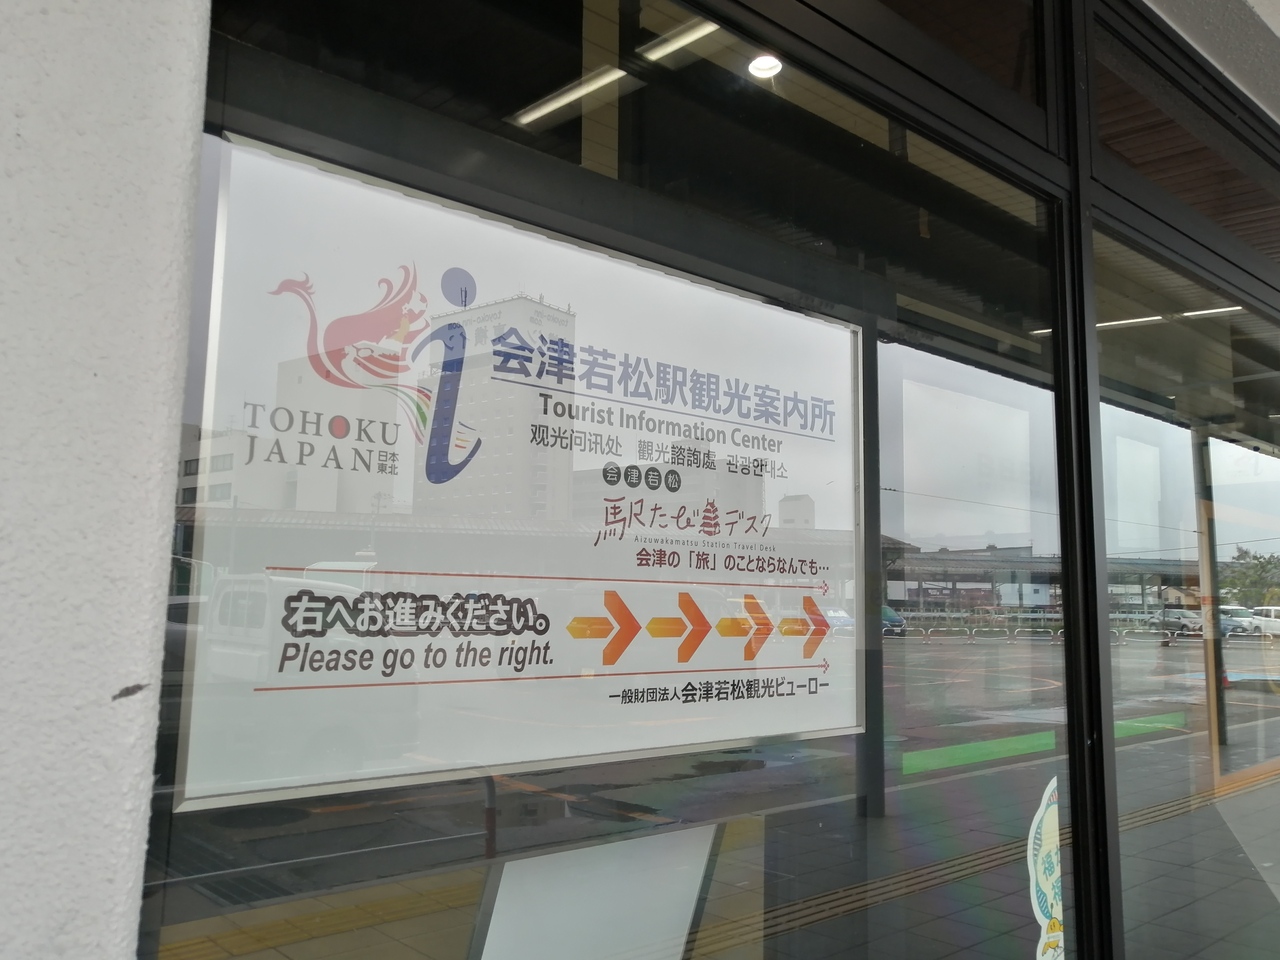 会津若松駅観光案内所
Tourist Information Center
观光问讯处 觀光諮詢處 관광안내소
TOHOKU
JAPAN 日本
東北
会津若松
駅たびデスク
Aizuwakamatsu Station Travel Desk
会津の「旅」のことならなんでも…
右へお進みください。
Please go to the right.
一般財団法人会津若松観光ビューロー